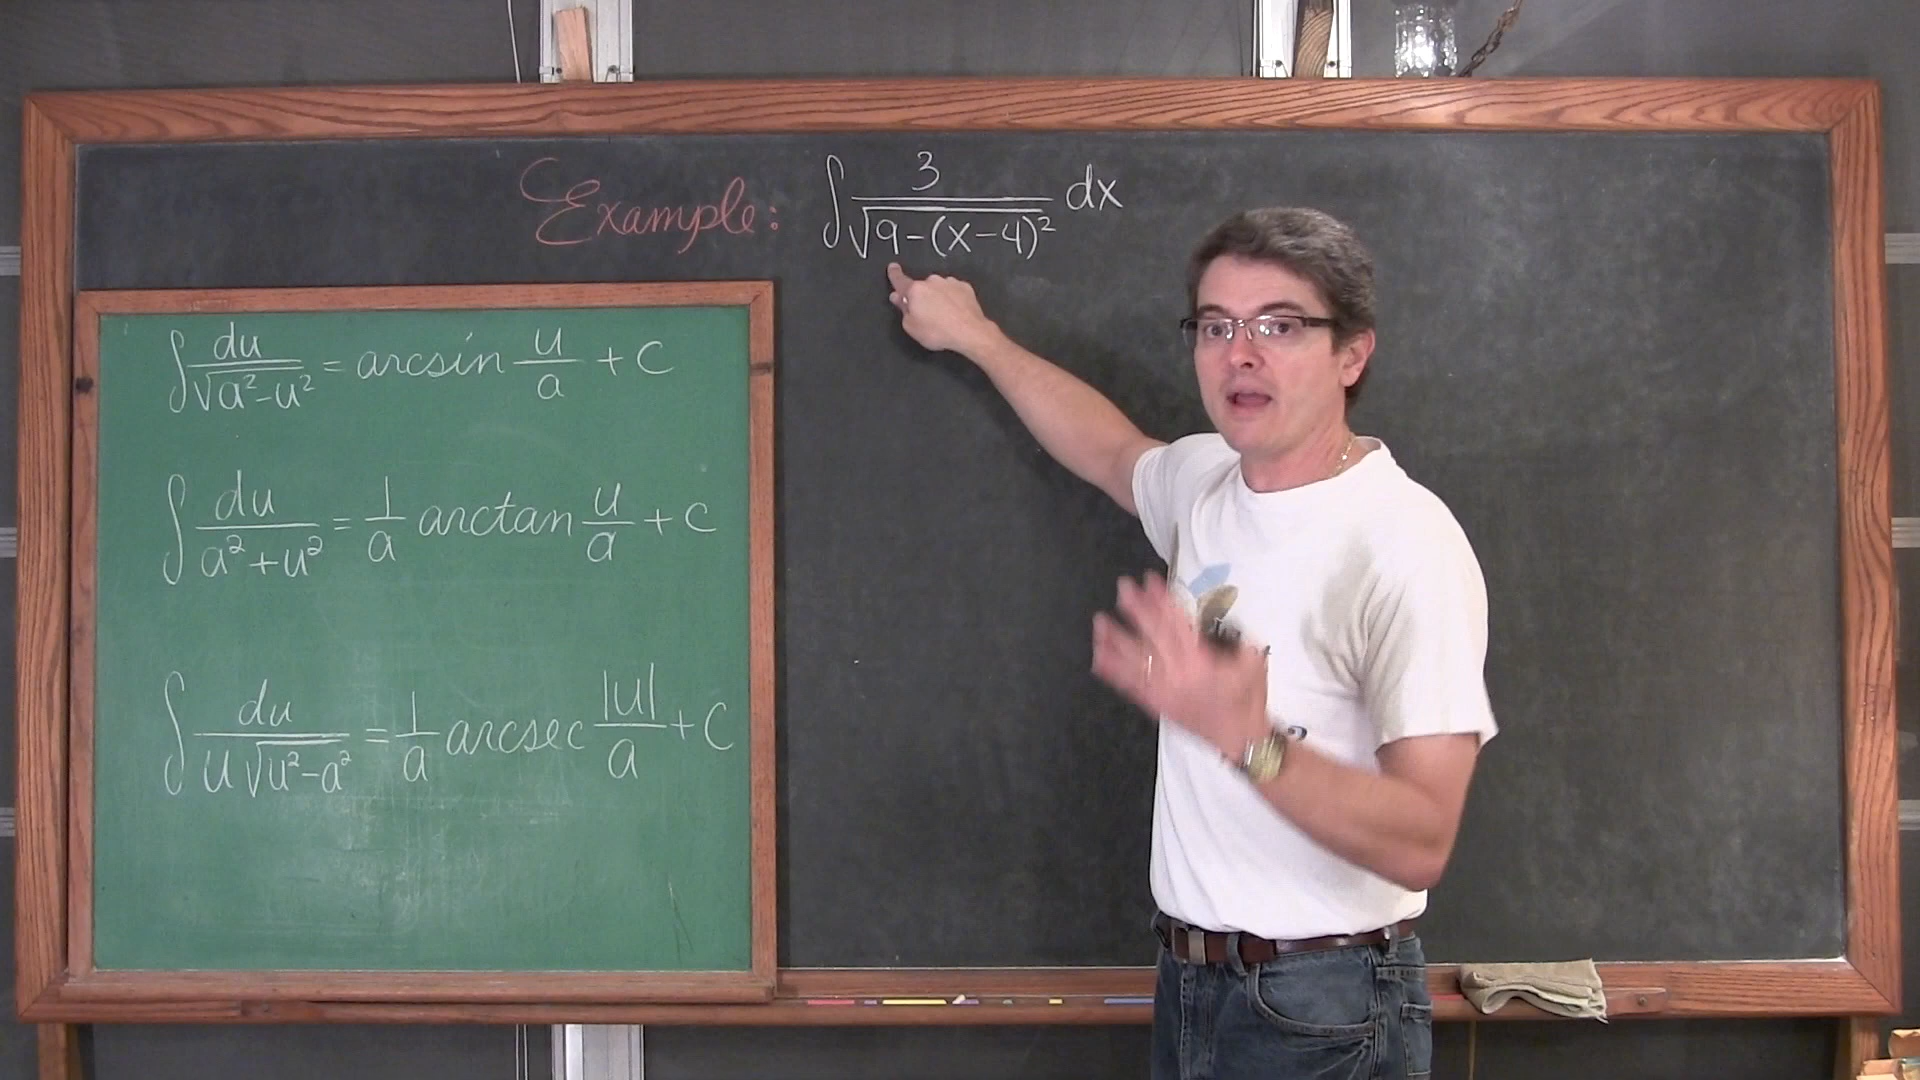 Example: ∫ 3/√(9-(x-4)²) dx
∫ du/√(a²-u²) = arcsin u/a + C
∫ du/(a²+u²) = 1/a arctan u/a + C
∫ du/(u√(u²-a²)) = 1/a arcsec |u|/a + C